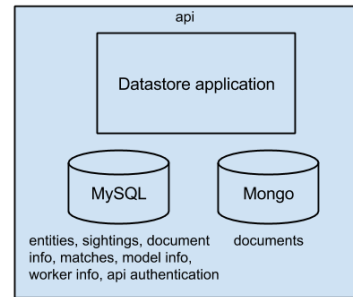 api
Datastore application
MySQL
Mongo
entities, sightings, document
info, matches, model info,
worker info, api authentication
documents